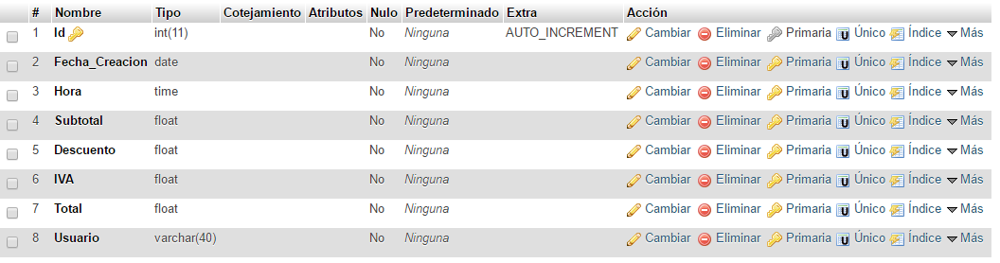 # Nombre Tipo Cotejamiento Atributos Nulo Predeterminado Extra Acción
1 Id int(11) No Ninguna AUTO_INCREMENT Cambiar Eliminar Primaria Único Índice Más
2 Fecha_Creacion date No Ninguna Cambiar Eliminar Primaria Único Índice Más
3 Hora time No Ninguna Cambiar Eliminar Primaria Único Índice Más
4 Subtotal float No Ninguna Cambiar Eliminar Primaria Único Índice Más
5 Descuento float No Ninguna Cambiar Eliminar Primaria Único Índice Más
6 IVA float No Ninguna Cambiar Eliminar Primaria Único Índice Más
7 Total float No Ninguna Cambiar Eliminar Primaria Único Índice Más
8 Usuario varchar(40) No Ninguna Cambiar Eliminar Primaria Único Índice Más